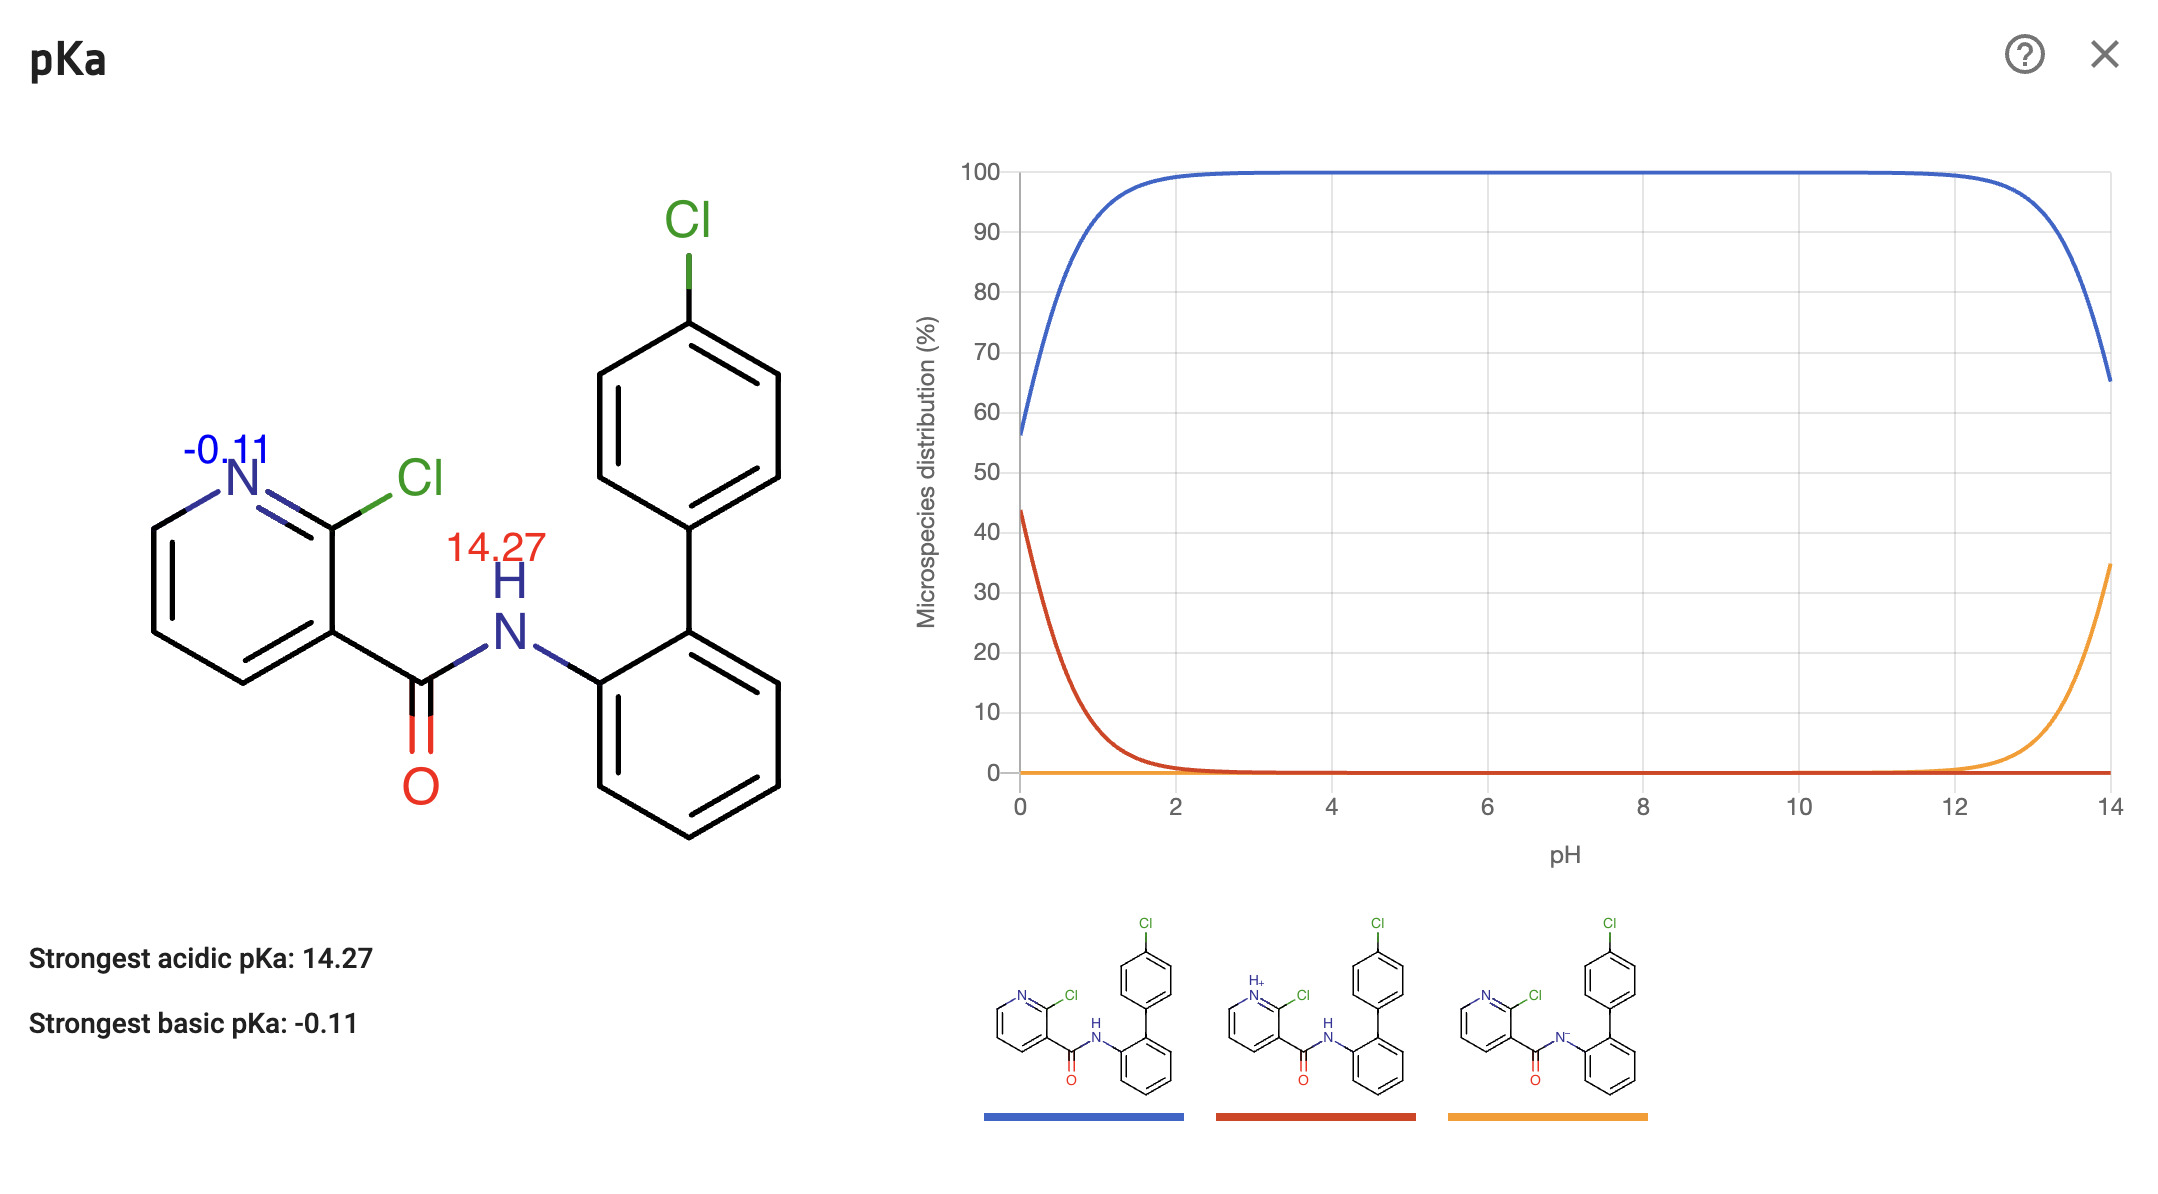 pKa
Cl
-0.11
N
Cl
14.27
H
N
O
Strongest acidic pKa: 14.27
Strongest basic pKa: -0.11
Microspecies distribution (%)
100
90
80
70
60
50
40
30
20
10
0
0 2 4 6 8 10 12 14
pH
Cl
N
Cl
H
N
O
Cl
H+
N
Cl
H
N
O
Cl
N
Cl
N-
O